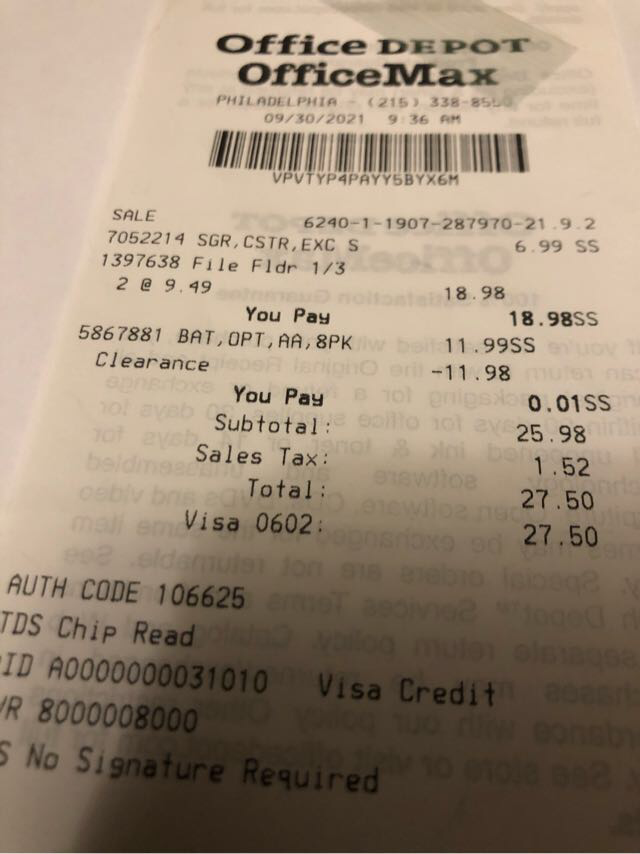 Office DEPOT
OfficeMax
PHILADELPHIA - (215) 338-8550
09/30/2021 9:36 AM
VPVTYP4PAYY5BYX6M
SALE 6240-1-1907-287970-21.9.2
7052214 SGR,CSTR,EXC S 6.99 SS
1397638 File Fldr 1/3
2 @ 9.49 18.98
You Pay 18.98SS
5867881 BAT,OPT,AA,8PK 11.99SS
Clearance -11.98
You Pay 0.01SS
Subtotal: 25.98
Sales Tax: 1.52
Total: 27.50
Visa 0602: 27.50
AUTH CODE 106625
TDS Chip Read
ID A0000000031010 Visa Credit
VR 8000008000
S No Signature Required